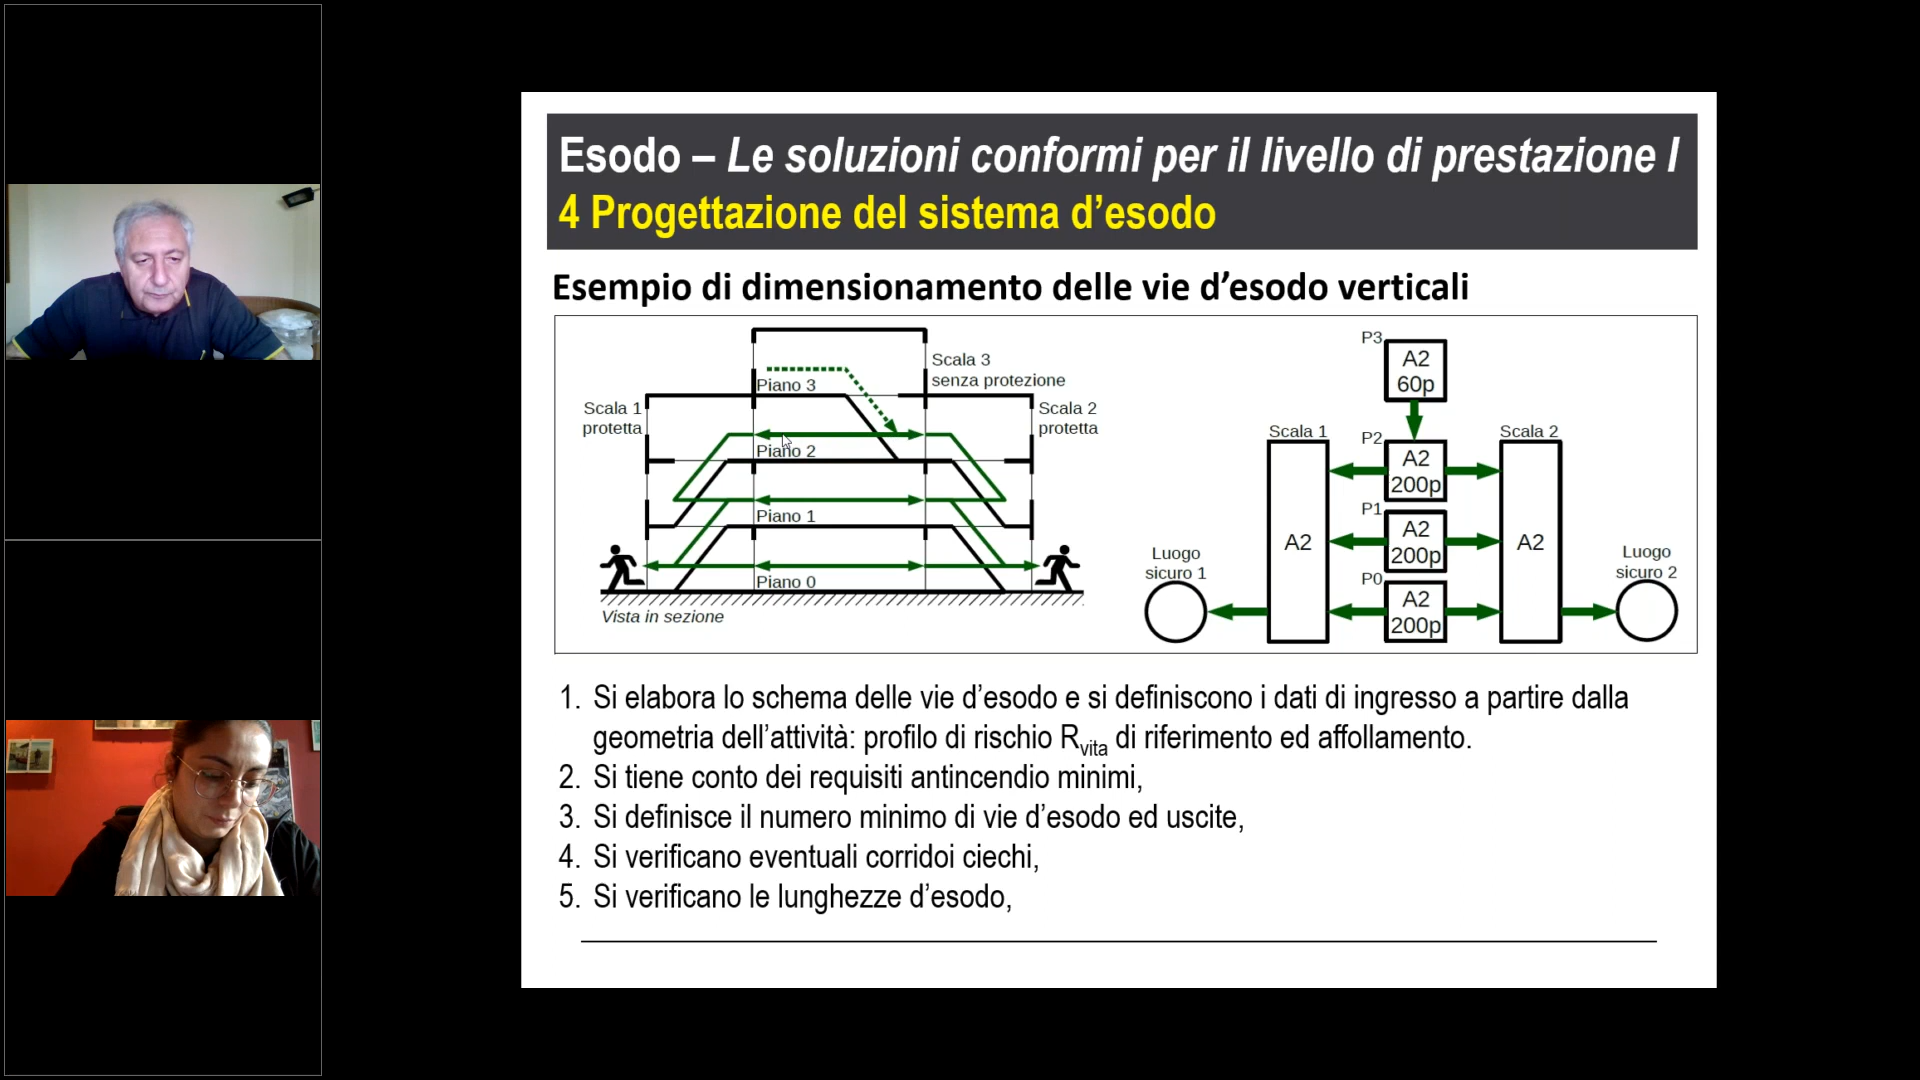 Esodo – Le soluzioni conformi per il livello di prestazione I
4 Progettazione del sistema d’esodo
Esempio di dimensionamento delle vie d’esodo verticali
Scala 3
senza protezione
Piano 3
Scala 1
protetta
Scala 2
protetta
Piano 2
Piano 1
Piano 0
Vista in sezione
P3
A2
60p
Scala 1
P2
Scala 2
A2
200p
P1
A2
200p
A2
A2
Luogo
sicuro 1
Luogo
sicuro 2
P0
A2
200p
1. Si elabora lo schema delle vie d’esodo e si definiscono i dati di ingresso a partire dalla
geometria dell’attività: profilo di rischio Rvita di riferimento ed affollamento.
2. Si tiene conto dei requisiti antincendio minimi,
3. Si definisce il numero minimo di vie d’esodo ed uscite,
4. Si verificano eventuali corridoi ciechi,
5. Si verificano le lunghezze d’esodo,